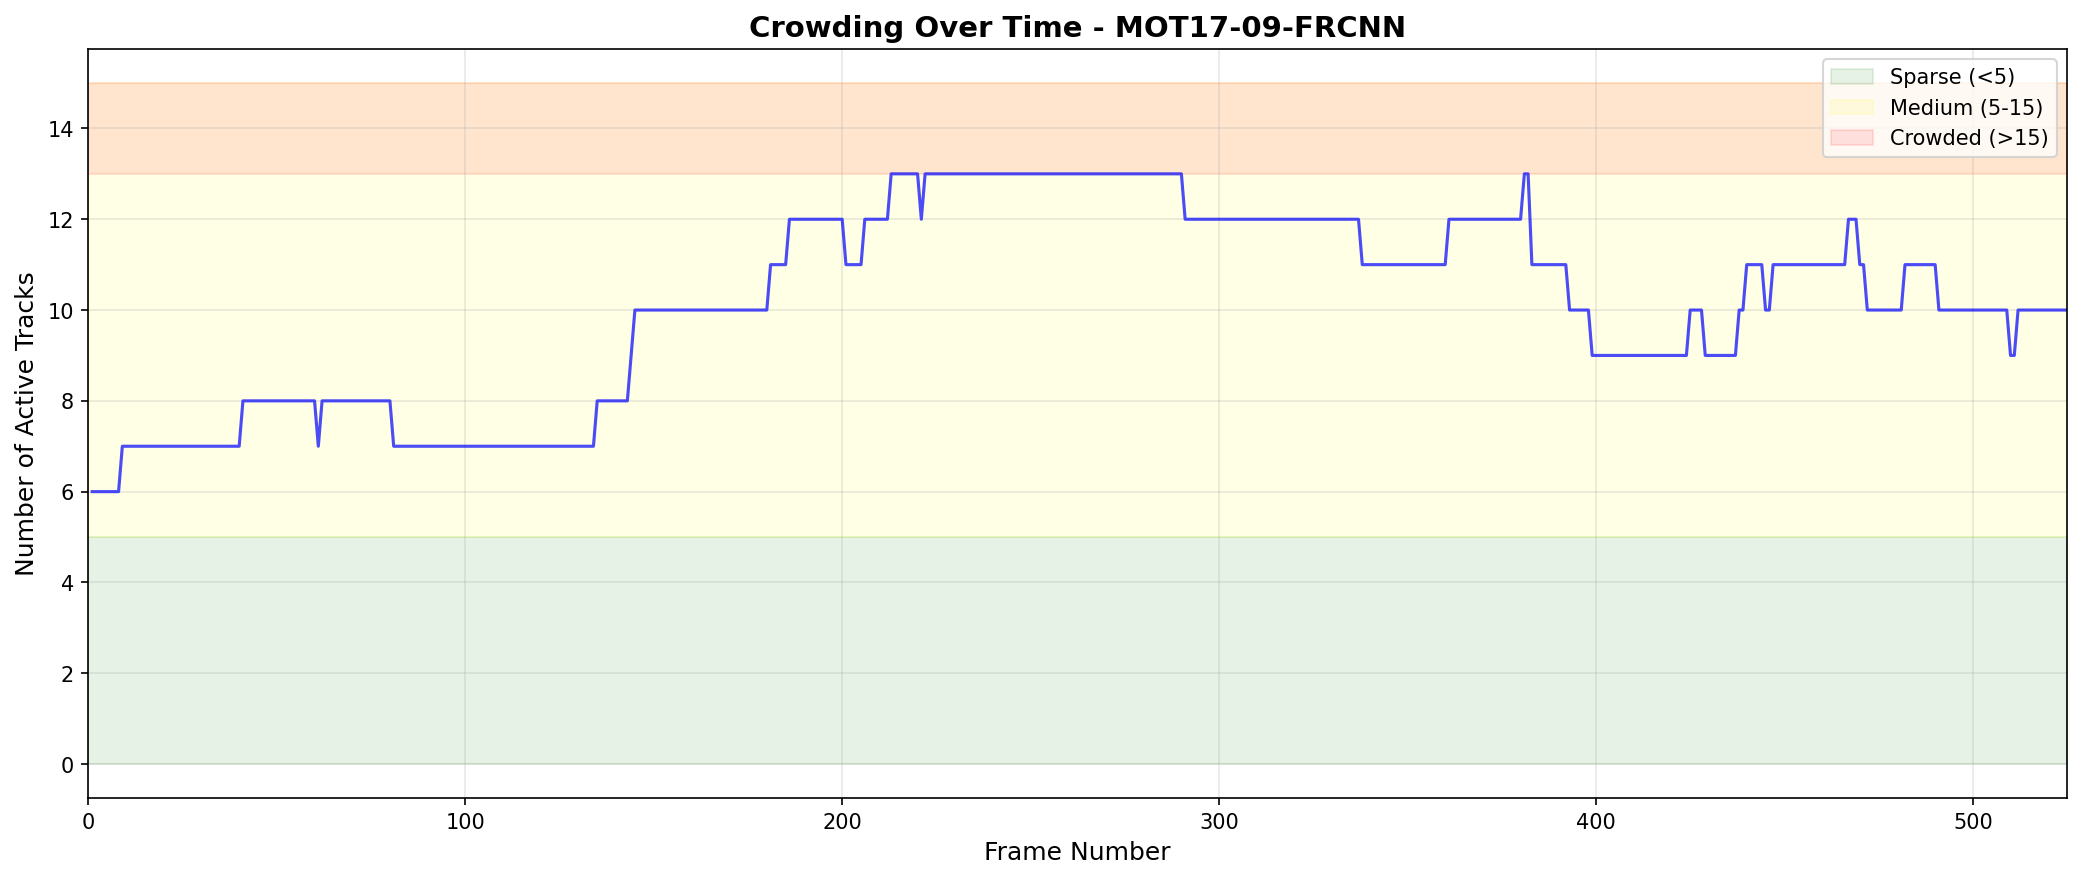 Crowding Over Time - MOT17-09-FRCNN
Sparse (<5)
Medium (5-15)
Crowded (>15)
Number of Active Tracks
14
12
10
8
6
4
2
0
0 100 200 300 400 500
Frame Number